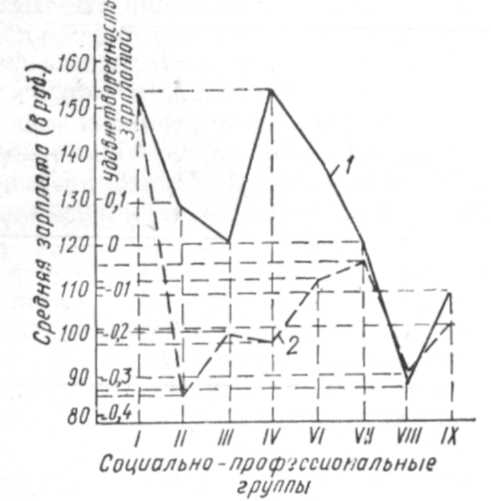 удовлетворенность
зарплатой
Средняя зарплата (в руб.)
160
150
140
130
120
110
100
90
80
0,1
0
-0,1
-0,2
-0,3
-0,4
1
2
I II III IV VI VII VIII IX
Социально-профессиональные
группы